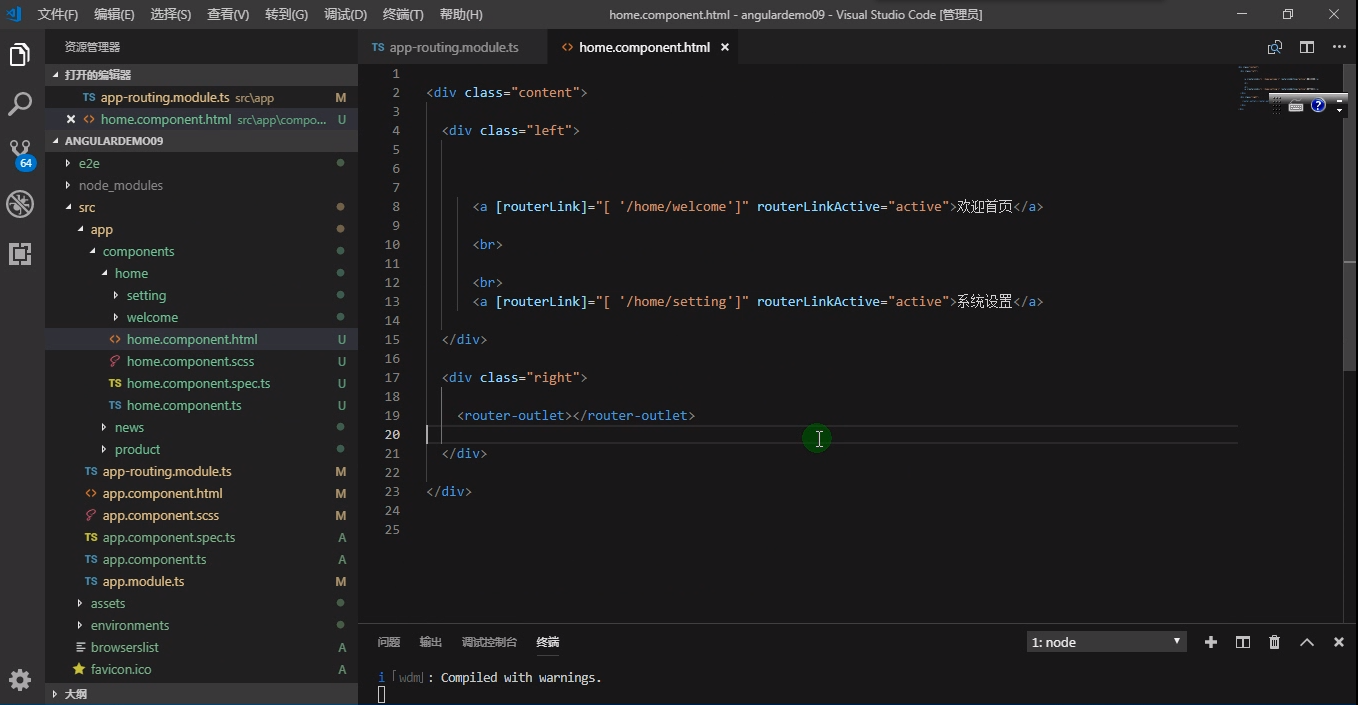 文件(F) 编辑(E) 选择(S) 查看(V) 转到(G) 调试(D) 终端(T) 帮助(H) home.component.html - angulardemo09 - Visual Studio Code [管理员]
资源管理器
打开的编辑器
TS app-routing.module.ts src\app M
<> home.component.html src\app\compo... U
ANGULARDEMO09
e2e
node_modules
src
app
components
home
setting
welcome
<> home.component.html U
home.component.scss U
TS home.component.spec.ts U
TS home.component.ts U
news
product
TS app-routing.module.ts M
<> app.component.html M
app.component.scss M
TS app.component.spec.ts A
TS app.component.ts A
TS app.module.ts M
assets
environments
browserslist A
favicon.ico A
大纲
64
TS app-routing.module.ts <> home.component.html
1
2 <div class="content">
3
4 <div class="left">
5
6
7
8 <a [routerLink]="[ '/home/welcome']" routerLinkActive="active">欢迎首页</a>
9
10 <br>
11
12 <br>
13 <a [routerLink]="[ '/home/setting']" routerLinkActive="active">系统设置</a>
14
15 </div>
16
17 <div class="right">
18
19 <router-outlet></router-outlet>
20
21 </div>
22
23 </div>
24
25
问题 输出 调试控制台 终端 1: node
i ｢wdm｣: Compiled with warnings.